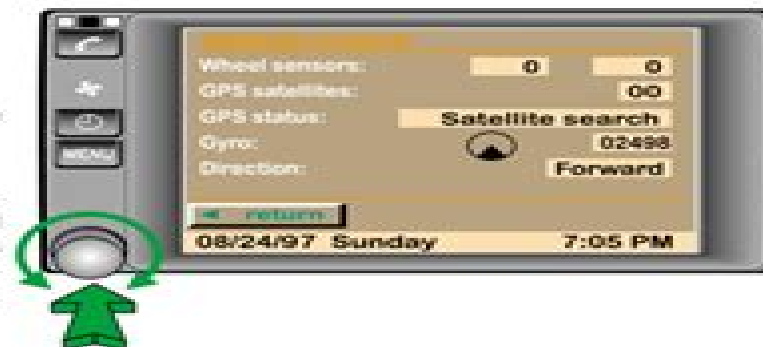 MENU
Wheel sensors: 0 0
GPS satellites: 00
GPS status: Satellite search
Gyro: 02498
Direction: Forward
return
08/24/97 Sunday 7:05 PM